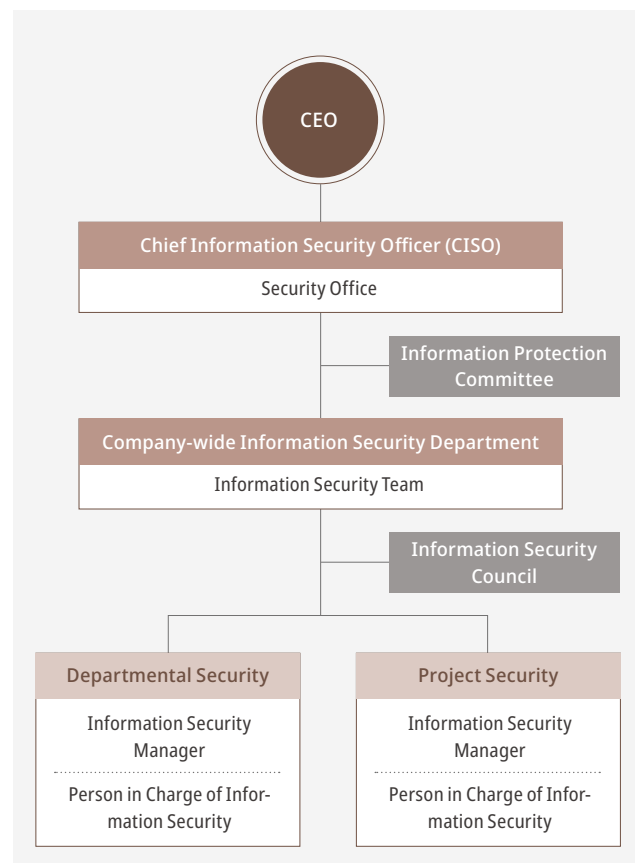 CEO
Chief Information Security Officer (CISO)
Security Office
Information Protection
Committee
Company-wide Information Security Department
Information Security Team
Information Security
Council
Departmental Security
Information Security
Manager
Person in Charge of Infor-
mation Security
Project Security
Information Security
Manager
Person in Charge of Infor-
mation Security